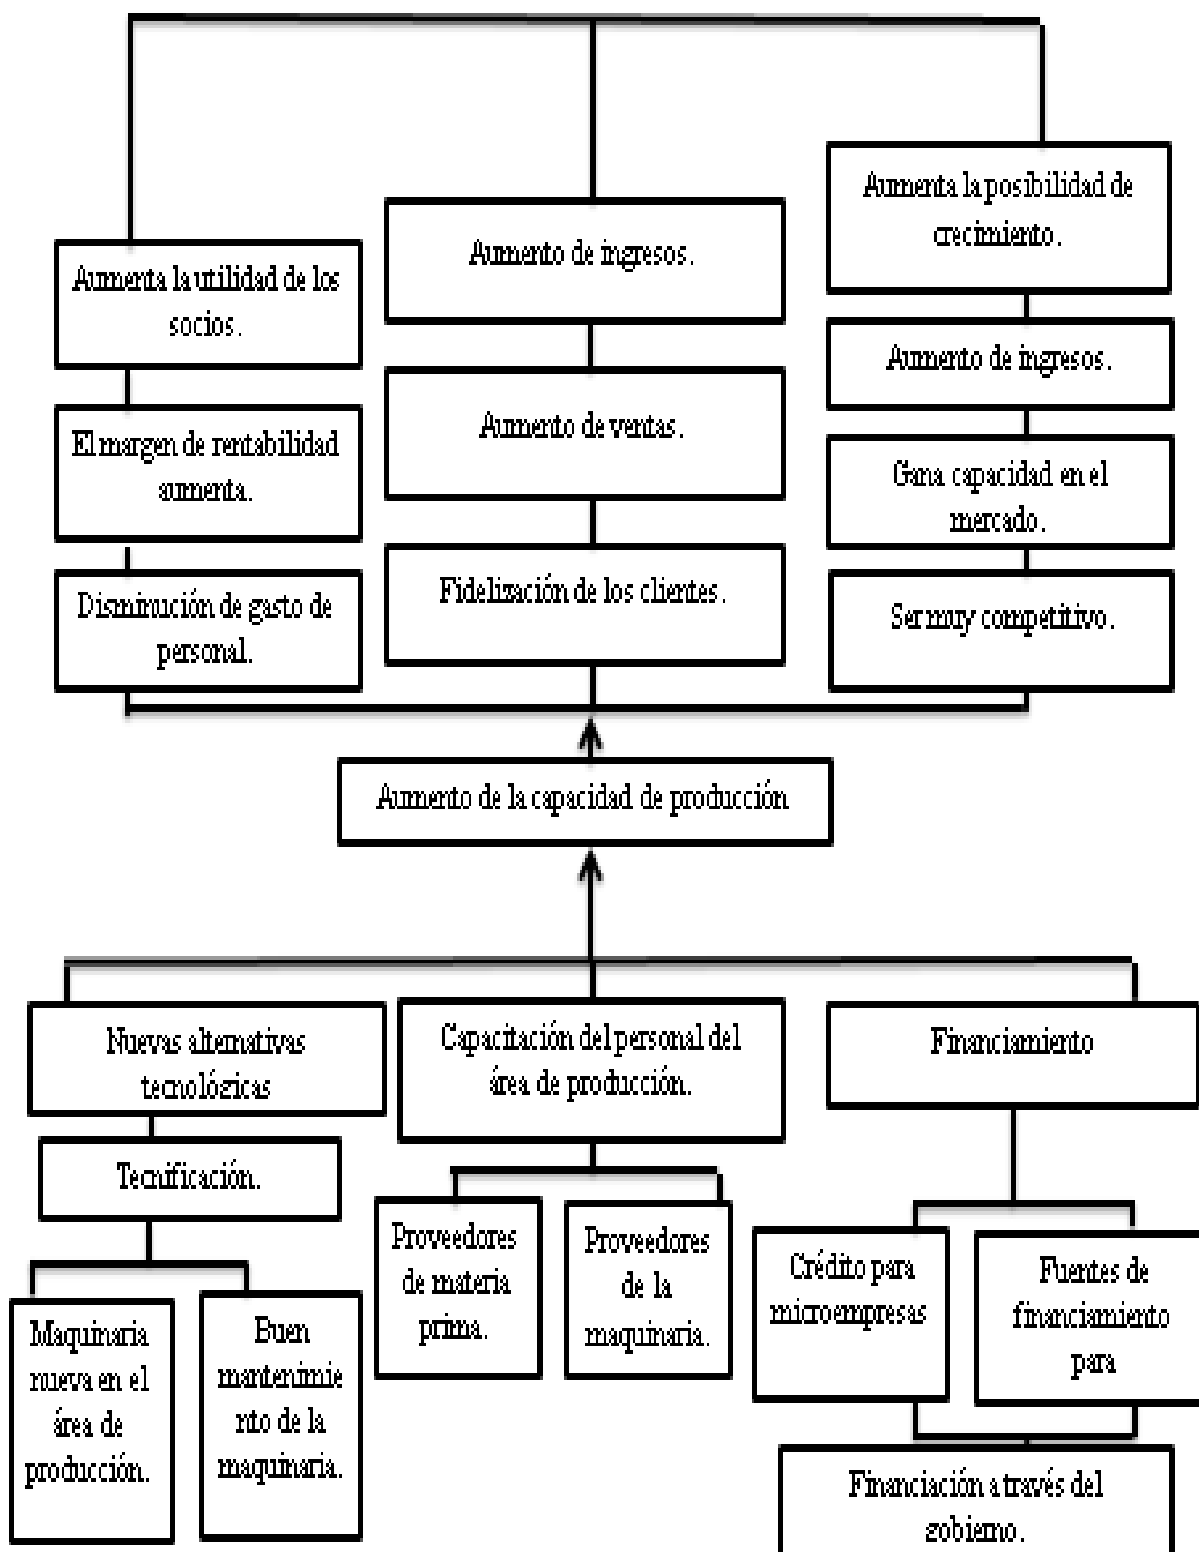 Aumenta la utilidad de los
socios.
El margen de rentabilidad
aumenta.
Disminución de gasto de
personal.
Aumento de ingresos.
Aumento de ventas.
Fidelización de los clientes.
Aumenta la posibilidad de
crecimiento.
Aumento de ingresos.
Gana capacidad en el
mercado.
Ser muy competitivo.
Aumento de la capacidad de producción
Nuevas alternativas
tecnológicas
Tecnificación.
Maquinaria
nueva en el
área de
producción.
Buen
mantenimie
nto de la
maquinaria.
Capacitación del personal del
área de producción.
Proveedores
de materia
prima.
Proveedores
de la
maquinaria.
Financiamiento
Crédito para
microempresas
Fuentes de
financiamiento
para
Financiación a través del
gobierno.